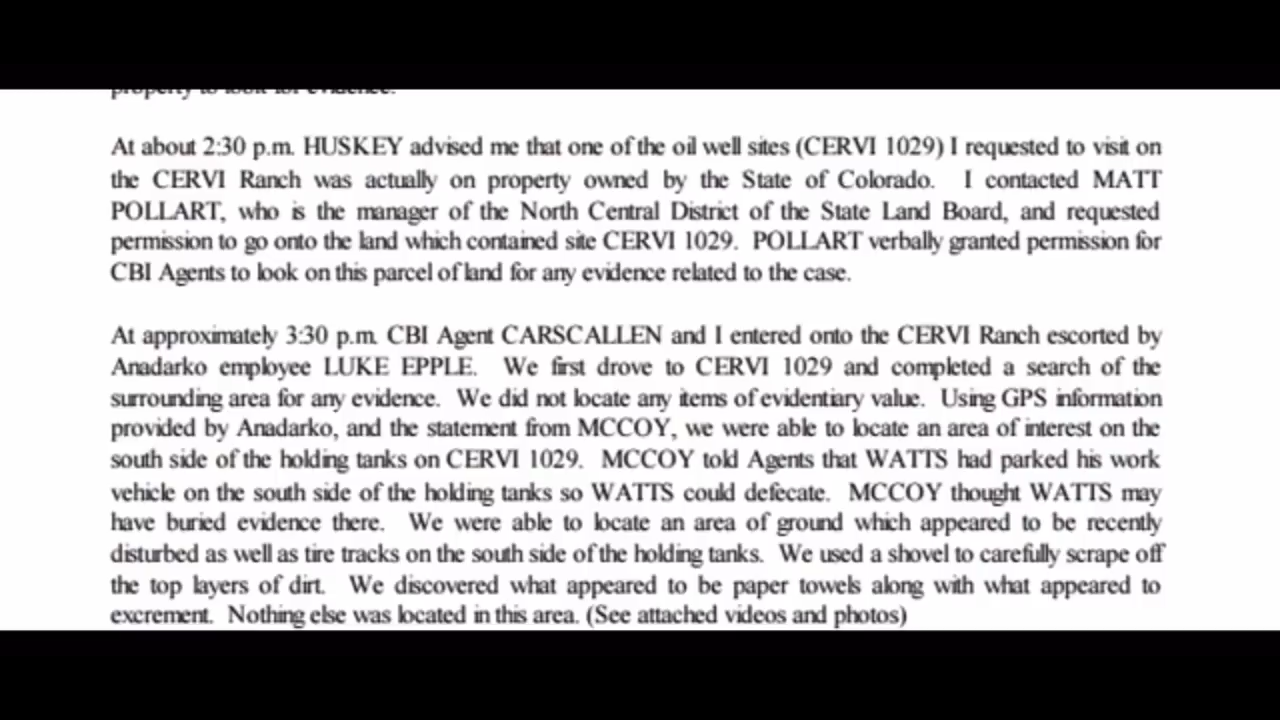 property to look for evidence.
At about 2:30 p.m. HUSKEY advised me that one of the oil well sites (CERVI 1029) I requested to visit on
the CERVI Ranch was actually on property owned by the State of Colorado. I contacted MATT
POLLART, who is the manager of the North Central District of the State Land Board, and requested
permission to go onto the land which contained site CERVI 1029. POLLART verbally granted permission for
CBI Agents to look on this parcel of land for any evidence related to the case.
At approximately 3:30 p.m. CBI Agent CARSCALLEN and I entered onto the CERVI Ranch escorted by
Anadarko employee LUKE EPPLE. We first drove to CERVI 1029 and completed a search of the
surrounding area for any evidence. We did not locate any items of evidentiary value. Using GPS information
provided by Anadarko, and the statement from MCCOY, we were able to locate an area of interest on the
south side of the holding tanks on CERVI 1029. MCCOY told Agents that WATTS had parked his work
vehicle on the south side of the holding tanks so WATTS could defecate. MCCOY thought WATTS may
have buried evidence there. We were able to locate an area of ground which appeared to be recently
disturbed as well as tire tracks on the south side of the holding tanks. We used a shovel to carefully scrape off
the top layers of dirt. We discovered what appeared to be paper towels along with what appeared to
excrement. Nothing else was located in this area. (See attached videos and photos)